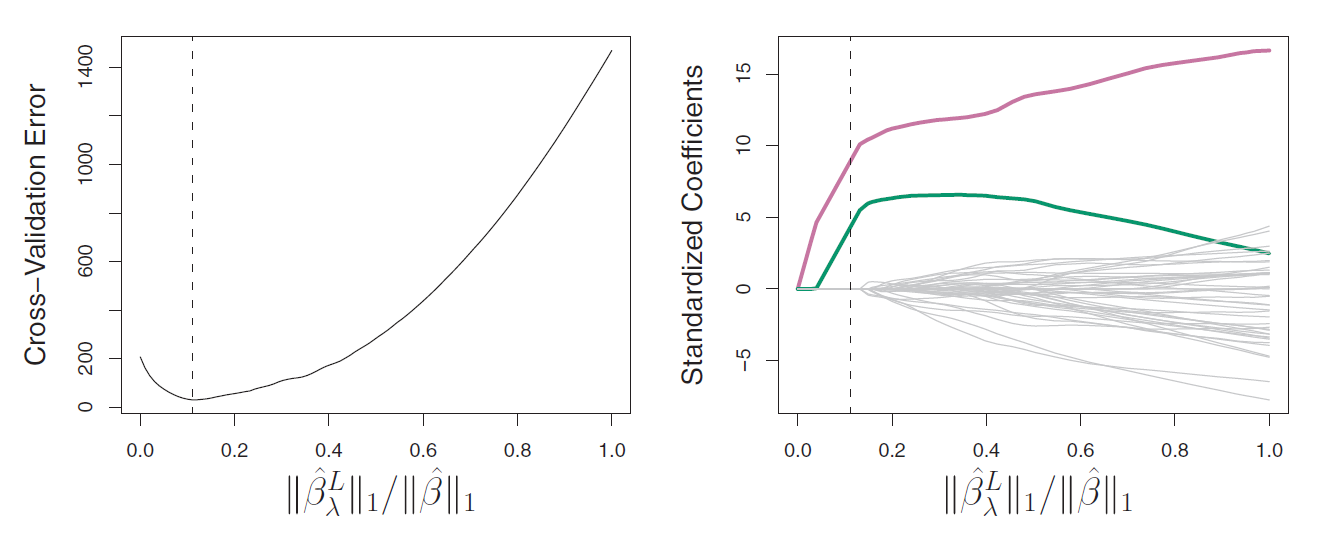 Cross−Validation Error
0 200 600 1000 1400
0.0 0.2 0.4 0.6 0.8 1.0
‖β̂λᴸ‖₁/‖β̂‖₁
Standardized Coefficients
−5 0 5 10 15
0.0 0.2 0.4 0.6 0.8 1.0
‖β̂λᴸ‖₁/‖β̂‖₁